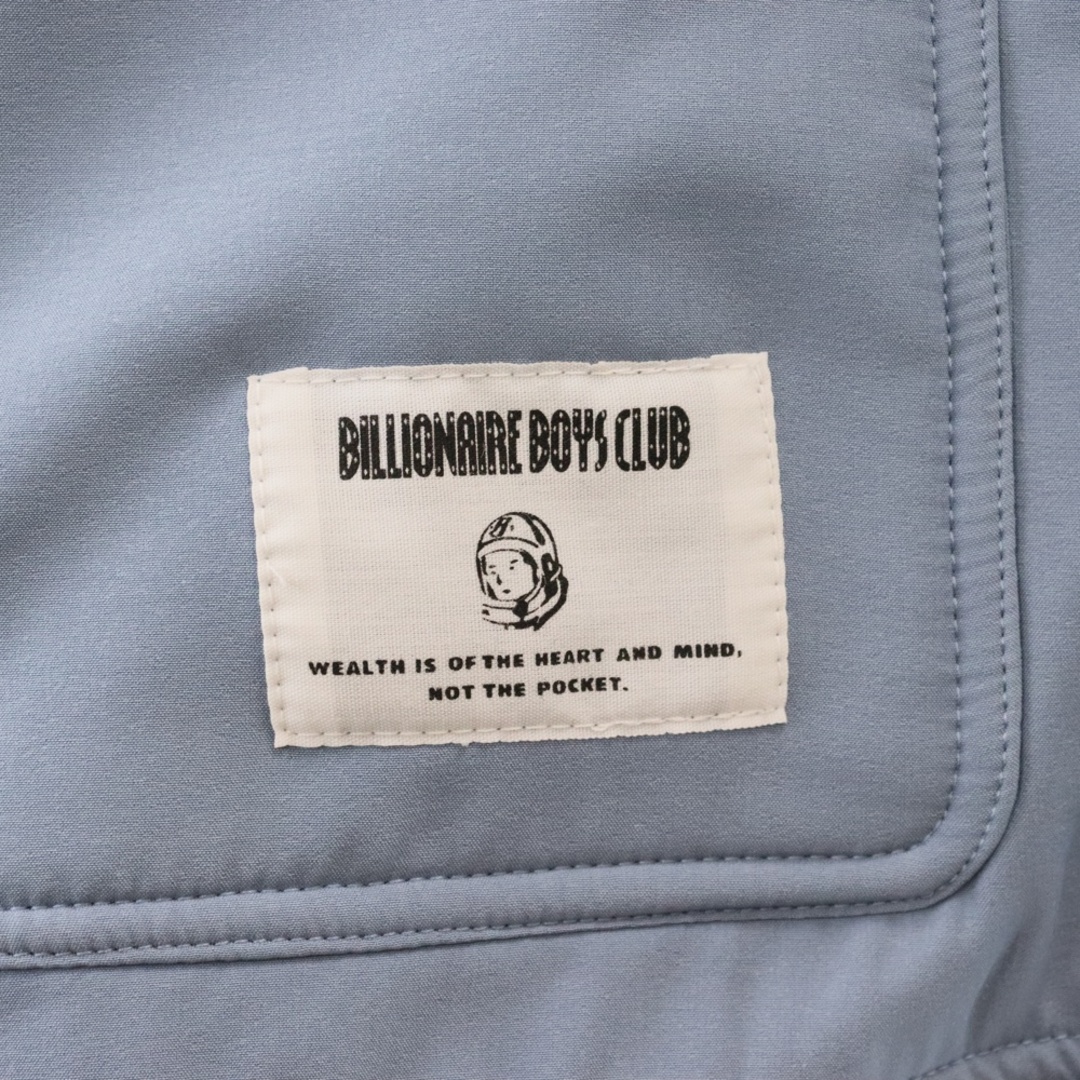 BILLIONAIRE BOYS CLUB
WEALTH IS OF THE HEART AND MIND,
NOT THE POCKET.